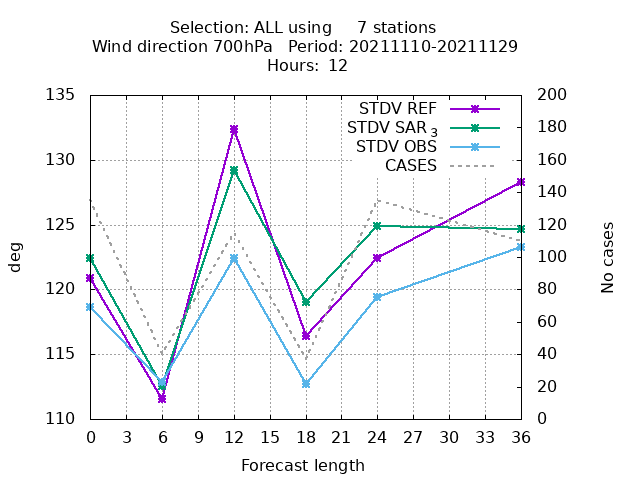 Selection: ALL using     7 stations
Wind direction 700hPa   Period: 20211110-20211129
Hours: 12
deg
No cases
135
130
125
120
115
110
200
180
160
140
120
100
80
60
40
20
0
STDV REF
STDV SAR 3
STDV OBS
CASES
0 3 6 9 12 15 18 21 24 27 30 33 36
Forecast length